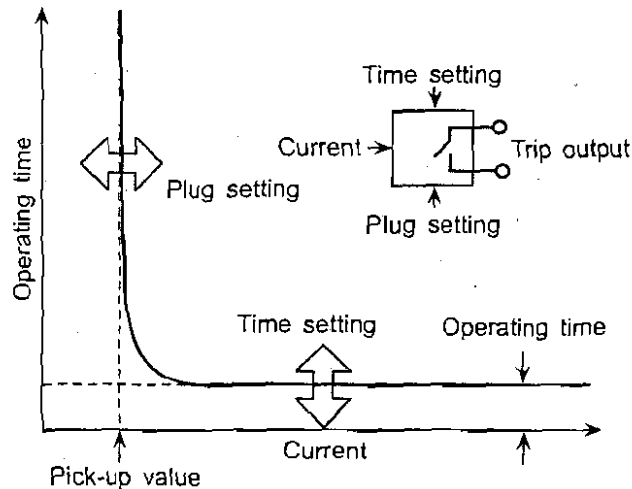 Time setting
Current
Trip output
Plug setting
Plug setting
Operating time
Time setting
Operating time
Current
Pick-up value